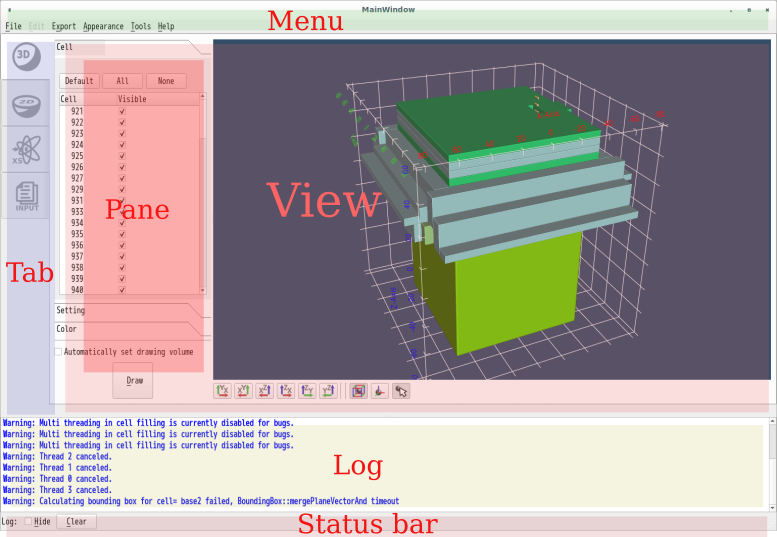 MainWindow
File Edit Export Appearance Tools Help
Menu
3D
2D
XS
INPUT
Tab
Cell
Default All None
Cell Visible
921
922
923
924
925
926
927
929
931
933
934
935
936
937
938
939
940
Pane
Setting
Color
Automatically set drawing volume
Draw
View
Warning: Multi threading in cell filling is currently disabled for bugs.
Warning: Multi threading in cell filling is currently disabled for bugs.
Warning: Multi threading in cell filling is currently disabled for bugs.
Warning: Thread 2 canceled.
Warning: Thread 1 canceled.
Warning: Thread 0 canceled.
Warning: Thread 3 canceled.
Warning: Calculating bounding box for cell= base2 failed, BoundingBox::mergePlaneVectorAnd timeout
Log
Log: Hide Clear
Status bar